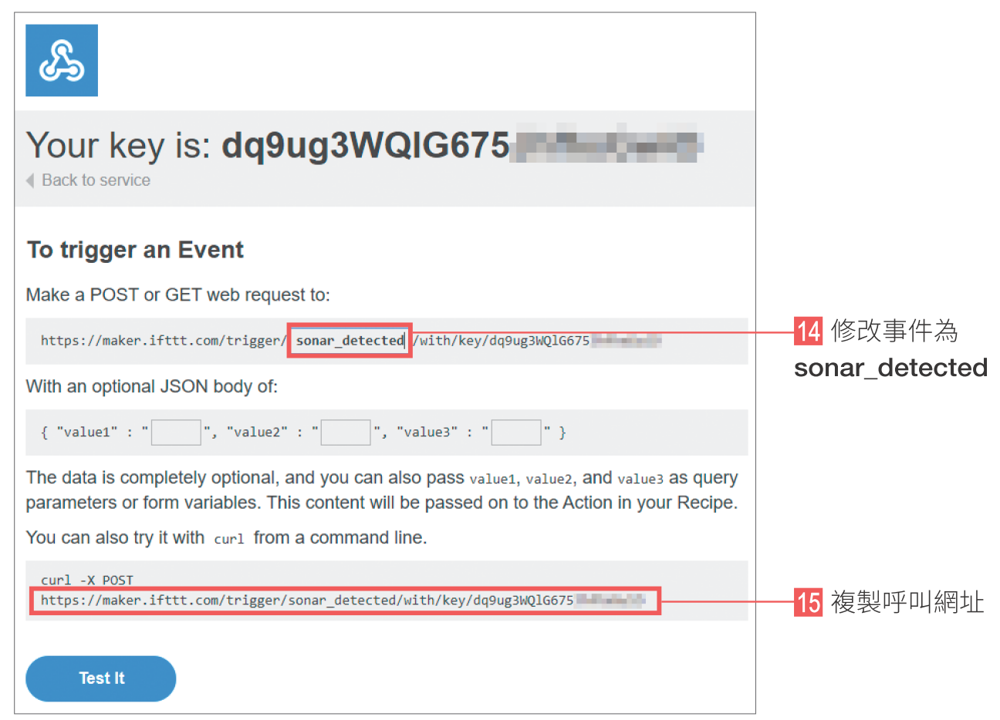 Your key is: dq9ug3WQlG675
Back to service
To trigger an Event
Make a POST or GET web request to:
https://maker.ifttt.com/trigger/ sonar_detected /with/key/dq9ug3WQlG675
14 修改事件為
sonar_detected
With an optional JSON body of:
{ "value1" : " ", "value2" : " ", "value3" : " " }
The data is completely optional, and you can also pass value1, value2, and value3 as query
parameters or form variables. This content will be passed on to the Action in your Recipe.
You can also try it with curl from a command line.
curl -X POST
https://maker.ifttt.com/trigger/sonar_detected/with/key/dq9ug3WQlG675
15 複製呼叫網址
Test It